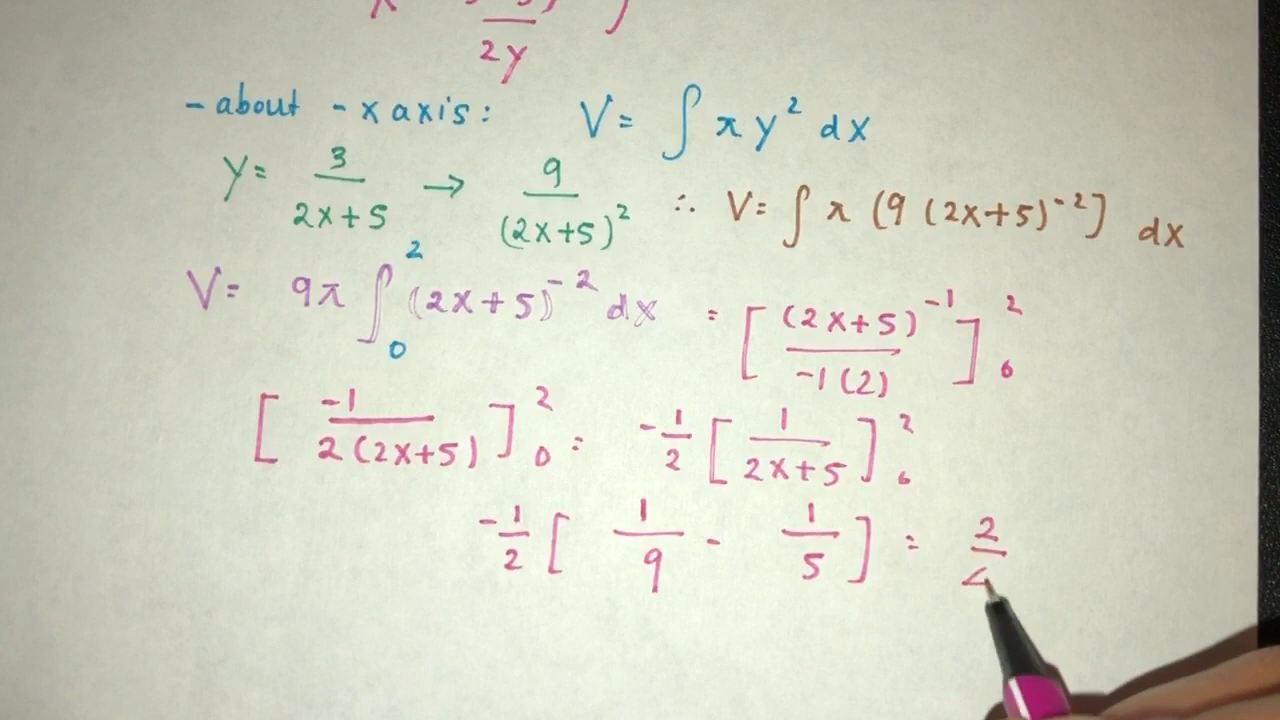 2y
- about - x axis: V = ∫ π y² dx
y = 3/(2x+5) → 9/(2x+5)² ∴ V = ∫ π (9 (2x+5)⁻²] dx
V = 9π ∫₀² (2x+5)⁻² dx = [(2x+5)⁻¹/-1(2)]₀²
[-1/2(2x+5)]₀² = -1/2 [1/2x+5]₀²
-1/2 [1/9 - 1/5] = 2/